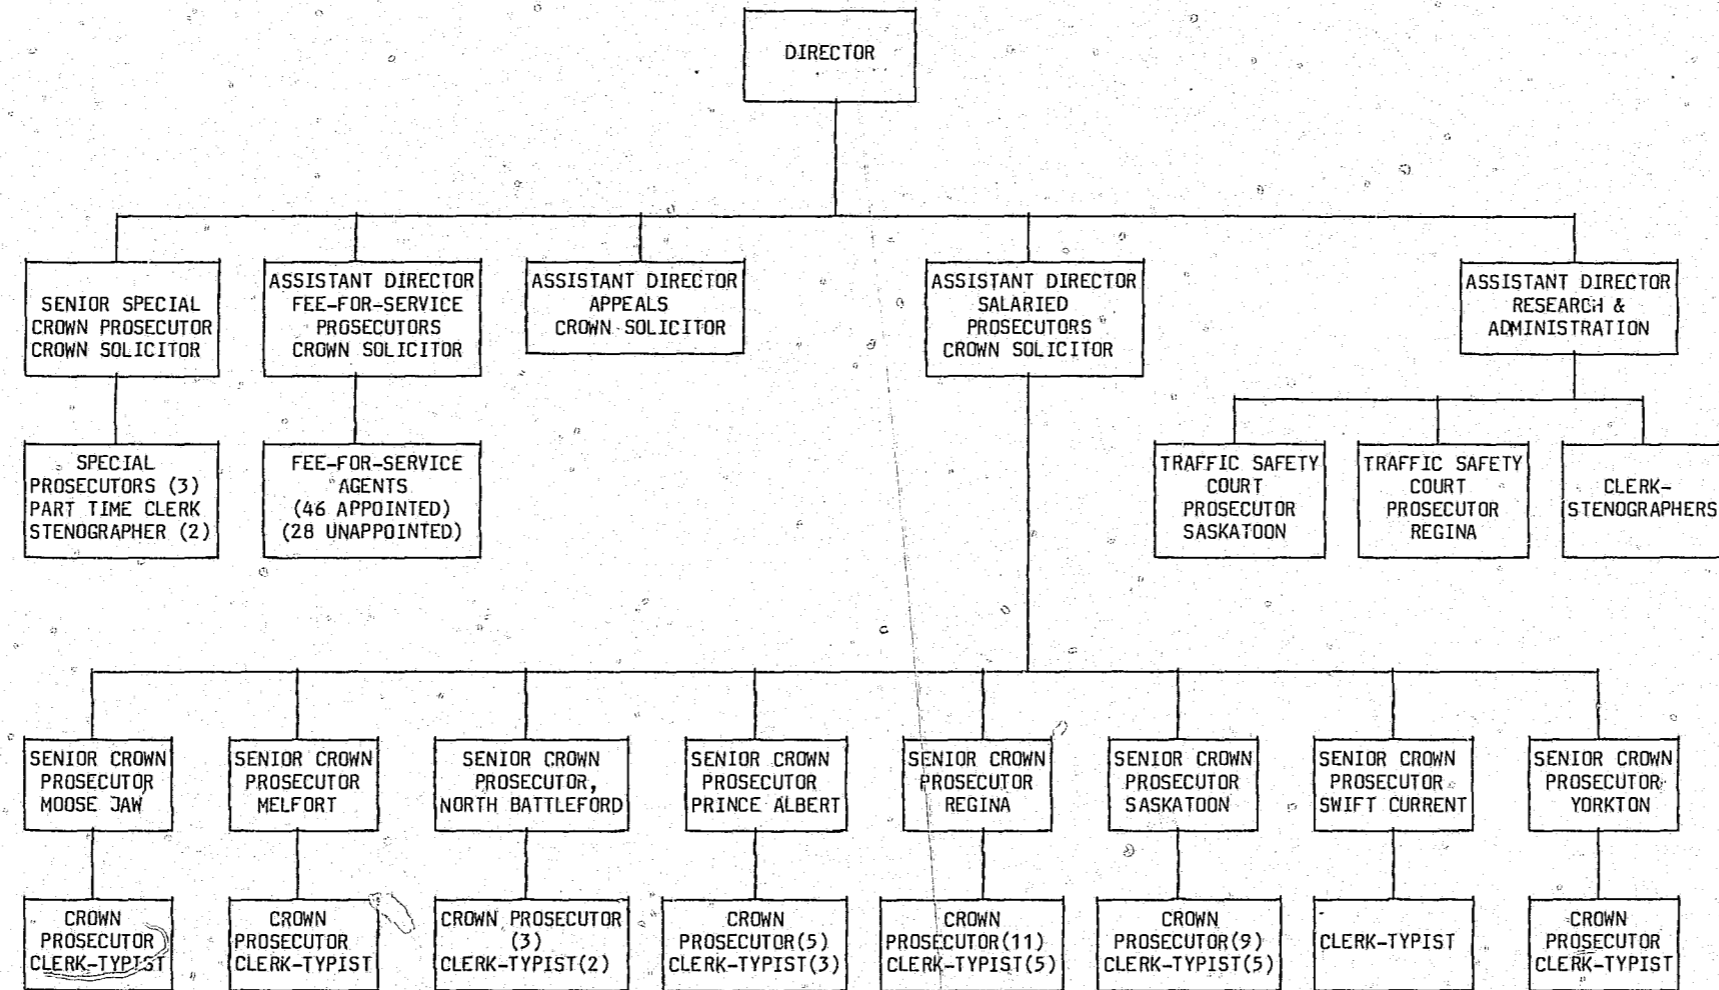 DIRECTOR
SENIOR SPECIAL
CROWN PROSECUTOR
CROWN SOLICITOR
ASSISTANT DIRECTOR
FEE-FOR-SERVICE
PROSECUTORS
CROWN SOLICITOR
ASSISTANT DIRECTOR
APPEALS
CROWN SOLICITOR
ASSISTANT DIRECTOR
SALARIED
PROSECUTORS
CROWN SOLICITOR
ASSISTANT DIRECTOR
RESEARCH &
ADMINISTRATION
SPECIAL
PROSECUTORS (3)
PART TIME CLERK
STENOGRAPHER (2)
FEE-FOR-SERVICE
AGENTS
(46 APPOINTED)
(28 UNAPPOINTED)
TRAFFIC SAFETY
COURT
PROSECUTOR
SASKATOON
TRAFFIC SAFETY
COURT
PROSECUTOR
REGINA
CLERK-
STENOGRAPHERS
SENIOR CROWN
PROSECUTOR
MOOSE JAW
SENIOR CROWN
PROSECUTOR
MELFORT
SENIOR CROWN
PROSECUTOR,
NORTH BATTLEFORD
SENIOR CROWN
PROSECUTOR
PRINCE ALBERT
SENIOR CROWN
PROSECUTOR
REGINA
SENIOR CROWN
PROSECUTOR
SASKATOON
SENIOR CROWN
PROSECUTOR
SWIFT CURRENT
SENIOR CROWN
PROSECUTOR
YORKTON
CROWN
PROSECUTOR
CLERK-TYPIST
CROWN
PROSECUTOR
CLERK-TYPIST
CROWN PROSECUTOR
(3)
CLERK-TYPIST(2)
CROWN
PROSECUTOR(5)
CLERK-TYPIST(3)
CROWN
PROSECUTOR(11)
CLERK-TYPIST(5)
CROWN
PROSECUTOR(9)
CLERK-TYPIST(5)
CLERK-TYPIST
CROWN
PROSECUTOR
CLERK-TYPIST